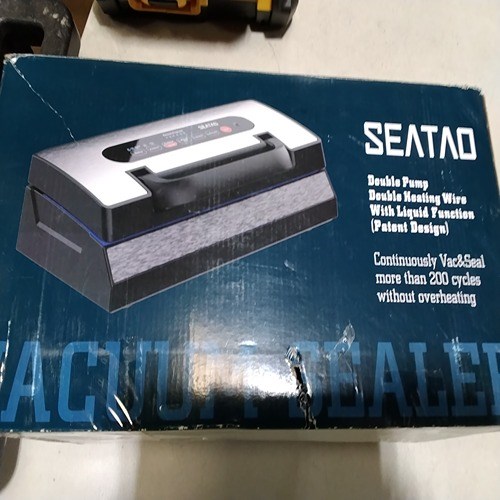 SEATAO
Double Pump
Double Heating Wire
With Liquid Function
(Patent Design)
Continuously Vac&Seal
more than 200 cycles
without overheating
VACUUM SEALER
SEATAO